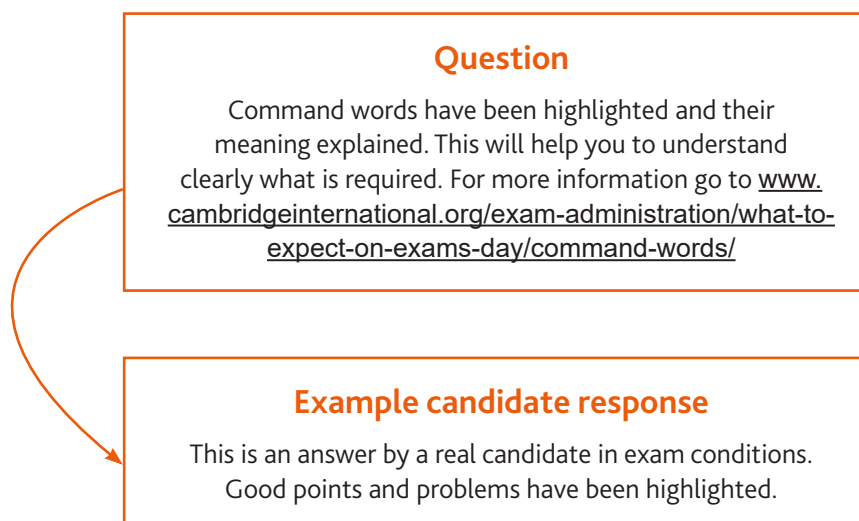 Question
Command words have been highlighted and their
meaning explained. This will help you to understand
clearly what is required. For more information go to www.
cambridgeinternational.org/exam-administration/what-to-
expect-on-exams-day/command-words/
Example candidate response
This is an answer by a real candidate in exam conditions.
Good points and problems have been highlighted.